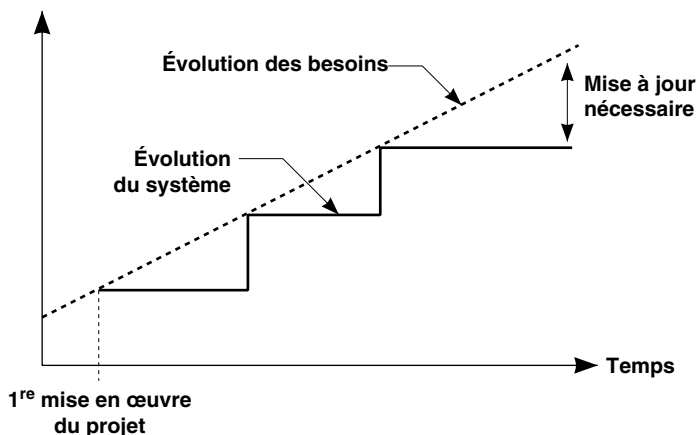 Évolution des besoins
Mise à jour
nécessaire
Évolution
du système
Temps
1re mise en œuvre
du projet